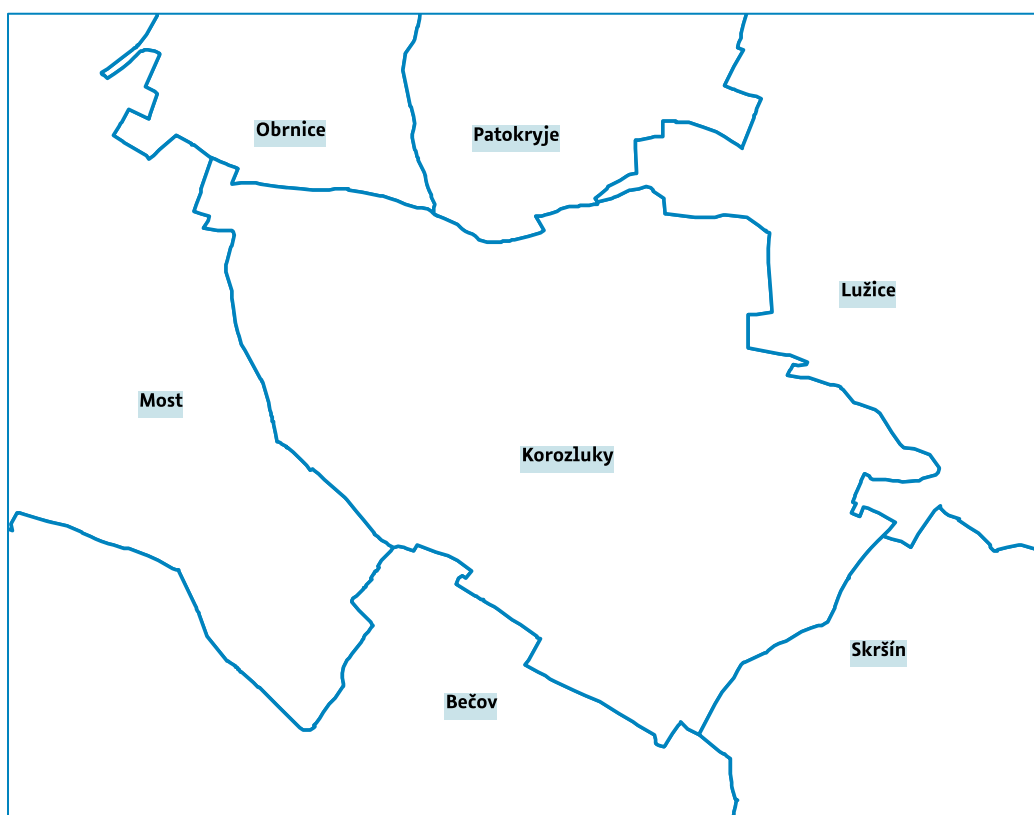 Obrnice
Patokryje
Lužice
Most
Korozluky
Skršín
Bečov